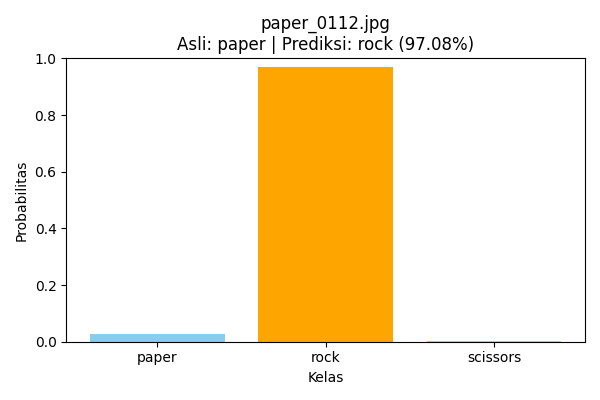 paper_0112.jpg
Asli: paper | Prediksi: rock (97.08%)
1.0
0.8
0.6
0.4
0.2
0.0
Probabilitas
paper
rock
scissors
Kelas